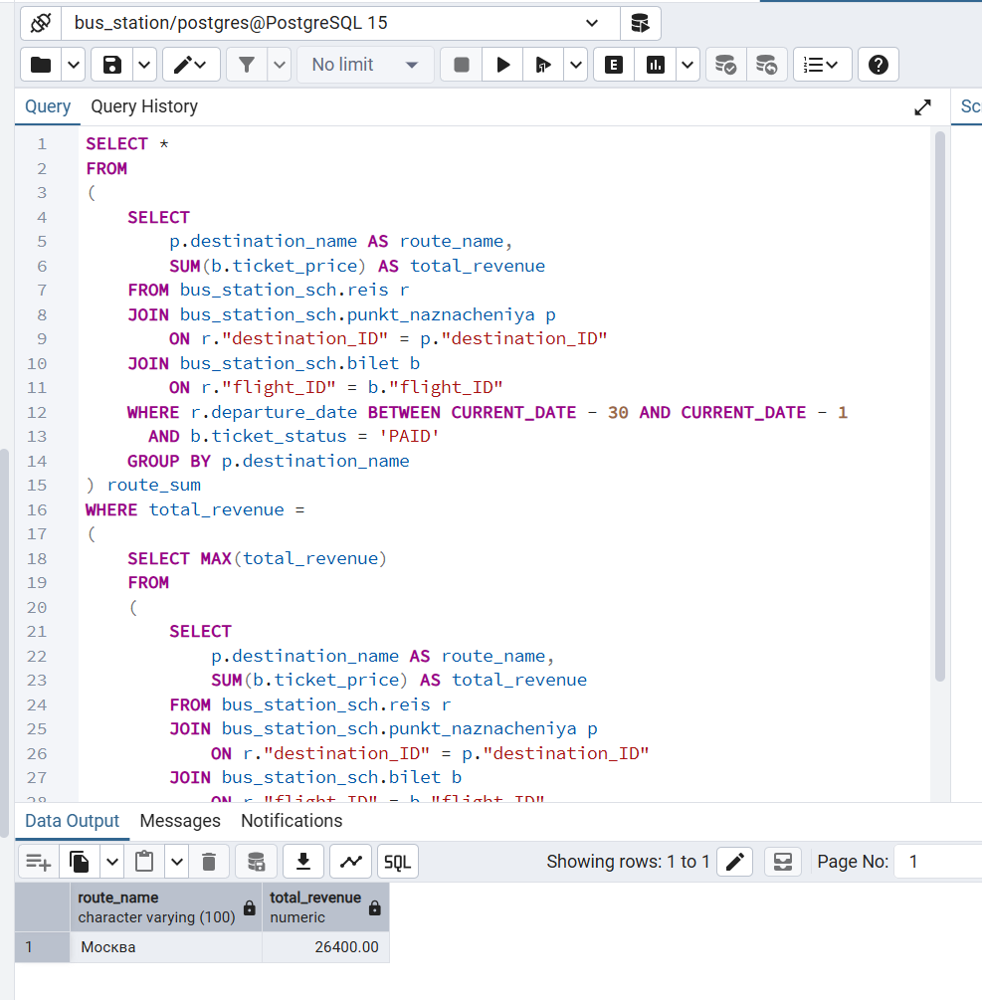 bus_station/postgres@PostgreSQL 15
No limit
E
Query Query History Sc
1 SELECT *
2 FROM
3 (
4 SELECT
5 p.destination_name AS route_name,
6 SUM(b.ticket_price) AS total_revenue
7 FROM bus_station_sch.reis r
8 JOIN bus_station_sch.punkt_naznacheniya p
9 ON r."destination_ID" = p."destination_ID"
10 JOIN bus_station_sch.bilet b
11 ON r."flight_ID" = b."flight_ID"
12 WHERE r.departure_date BETWEEN CURRENT_DATE - 30 AND CURRENT_DATE - 1
13 AND b.ticket_status = 'PAID'
14 GROUP BY p.destination_name
15 ) route_sum
16 WHERE total_revenue =
17 (
18 SELECT MAX(total_revenue)
19 FROM
20 (
21 SELECT
22 p.destination_name AS route_name,
23 SUM(b.ticket_price) AS total_revenue
24 FROM bus_station_sch.reis r
25 JOIN bus_station_sch.punkt_naznacheniya p
26 ON r."destination_ID" = p."destination_ID"
27 JOIN bus_station_sch.bilet b
28 ON r."flight_ID" = b."flight_ID"
Data Output Messages Notifications
SQL Showing rows: 1 to 1 Page No: 1
route_name total_revenue
character varying (100) numeric
1 Москва 26400.00